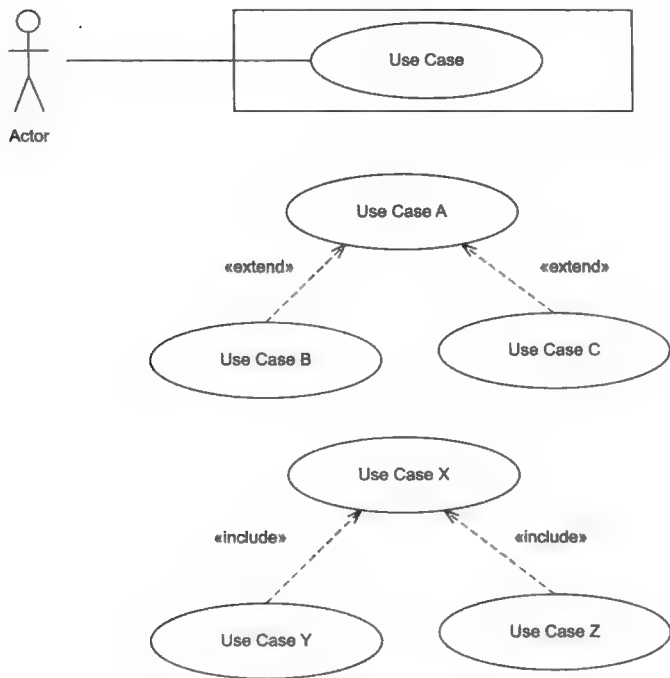 Use Case
Actor
Use Case A
«extend»
«extend»
Use Case B
Use Case C
Use Case X
«include»
«include»
Use Case Y
Use Case Z